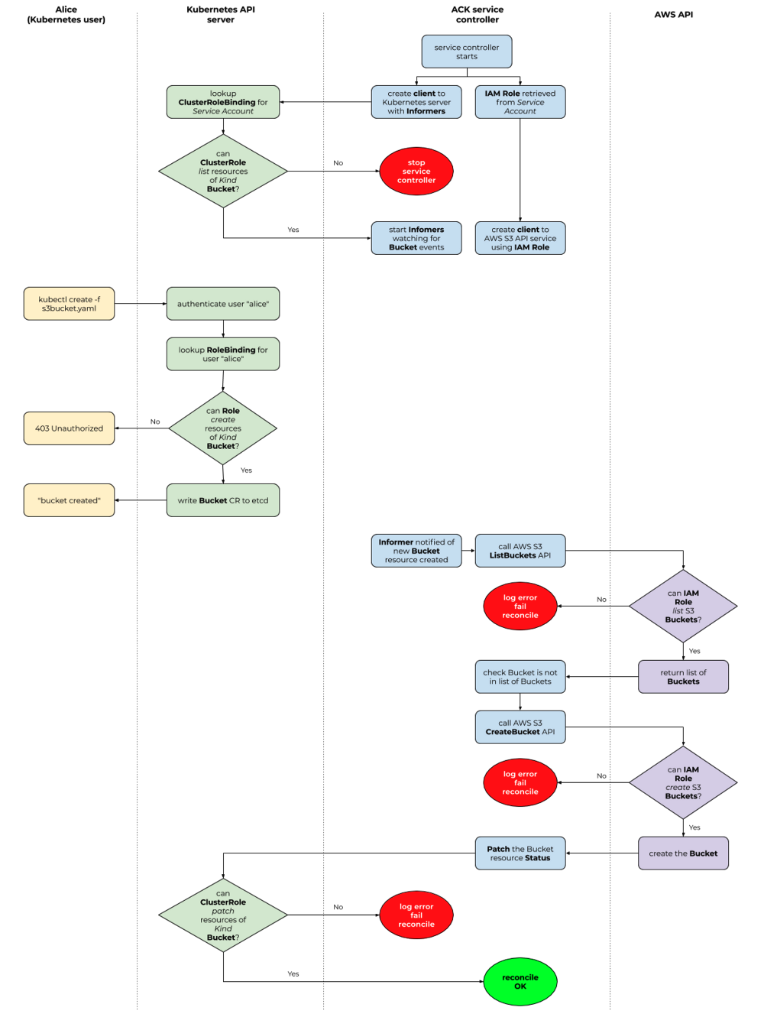 Alice
(Kubernetes user)
Kubernetes API
server
ACK service
controller
AWS API
service controller
starts
lookup
ClusterRoleBinding for
Service Account
create client to
Kubernetes server
with Informers
IAM Role retrieved
from Service
Account
can
ClusterRole
list resources
of Kind
Bucket?
No
stop
service
controller
Yes
start Infomers
watching for
Bucket events
create client to
AWS S3 API service
using IAM Role
kubectl create -f
s3bucket.yaml
authenticate user "alice"
lookup RoleBinding for
user "alice"
can Role
create
resources
of Kind
Bucket?
No
403 Unauthorized
Yes
"bucket created"
write Bucket CR to etcd
Informer notified of
new Bucket
resource created
call AWS S3
ListBuckets API
can IAM
Role
list S3
Buckets?
No
log error
fail
reconcile
Yes
check Bucket is not
in list of Buckets
return list of
Buckets
call AWS S3
CreateBucket API
can IAM
Role
create S3
Buckets?
No
log error
fail
reconcile
Yes
Patch the Bucket
resource Status
create the Bucket
can
ClusterRole
patch
resources of
Kind
Bucket?
No
log error
fail
reconcile
Yes
reconcile
OK